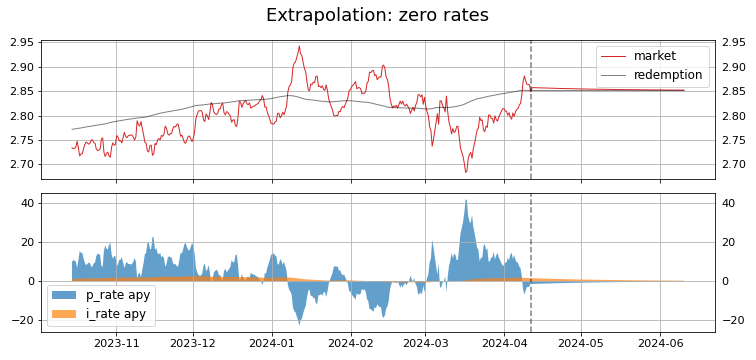 Extrapolation: zero rates
2.95 2.95
2.90 2.90
2.85 2.85
2.80 2.80
2.75 2.75
2.70 2.70
market
redemption
40 40
20 20
0 0
−20 −20
p_rate apy
i_rate apy
2023-11 2023-12 2024-01 2024-02 2024-03 2024-04 2024-05 2024-06